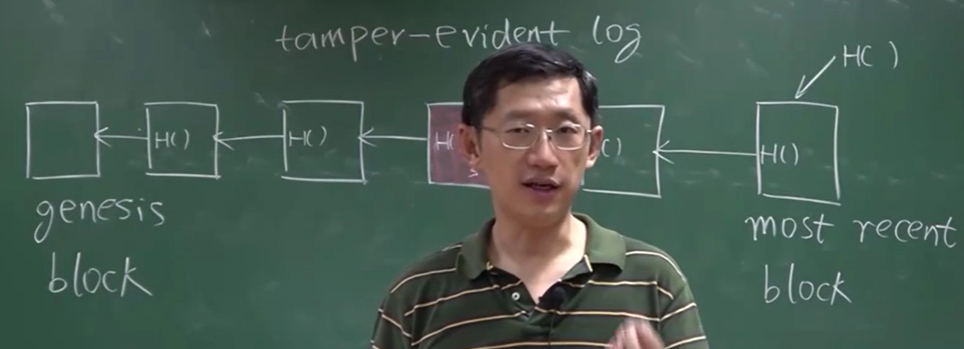 tamper-evident log
H( )
H( )
H( )
H(
( )
H( )
genesis
block
most recent
block